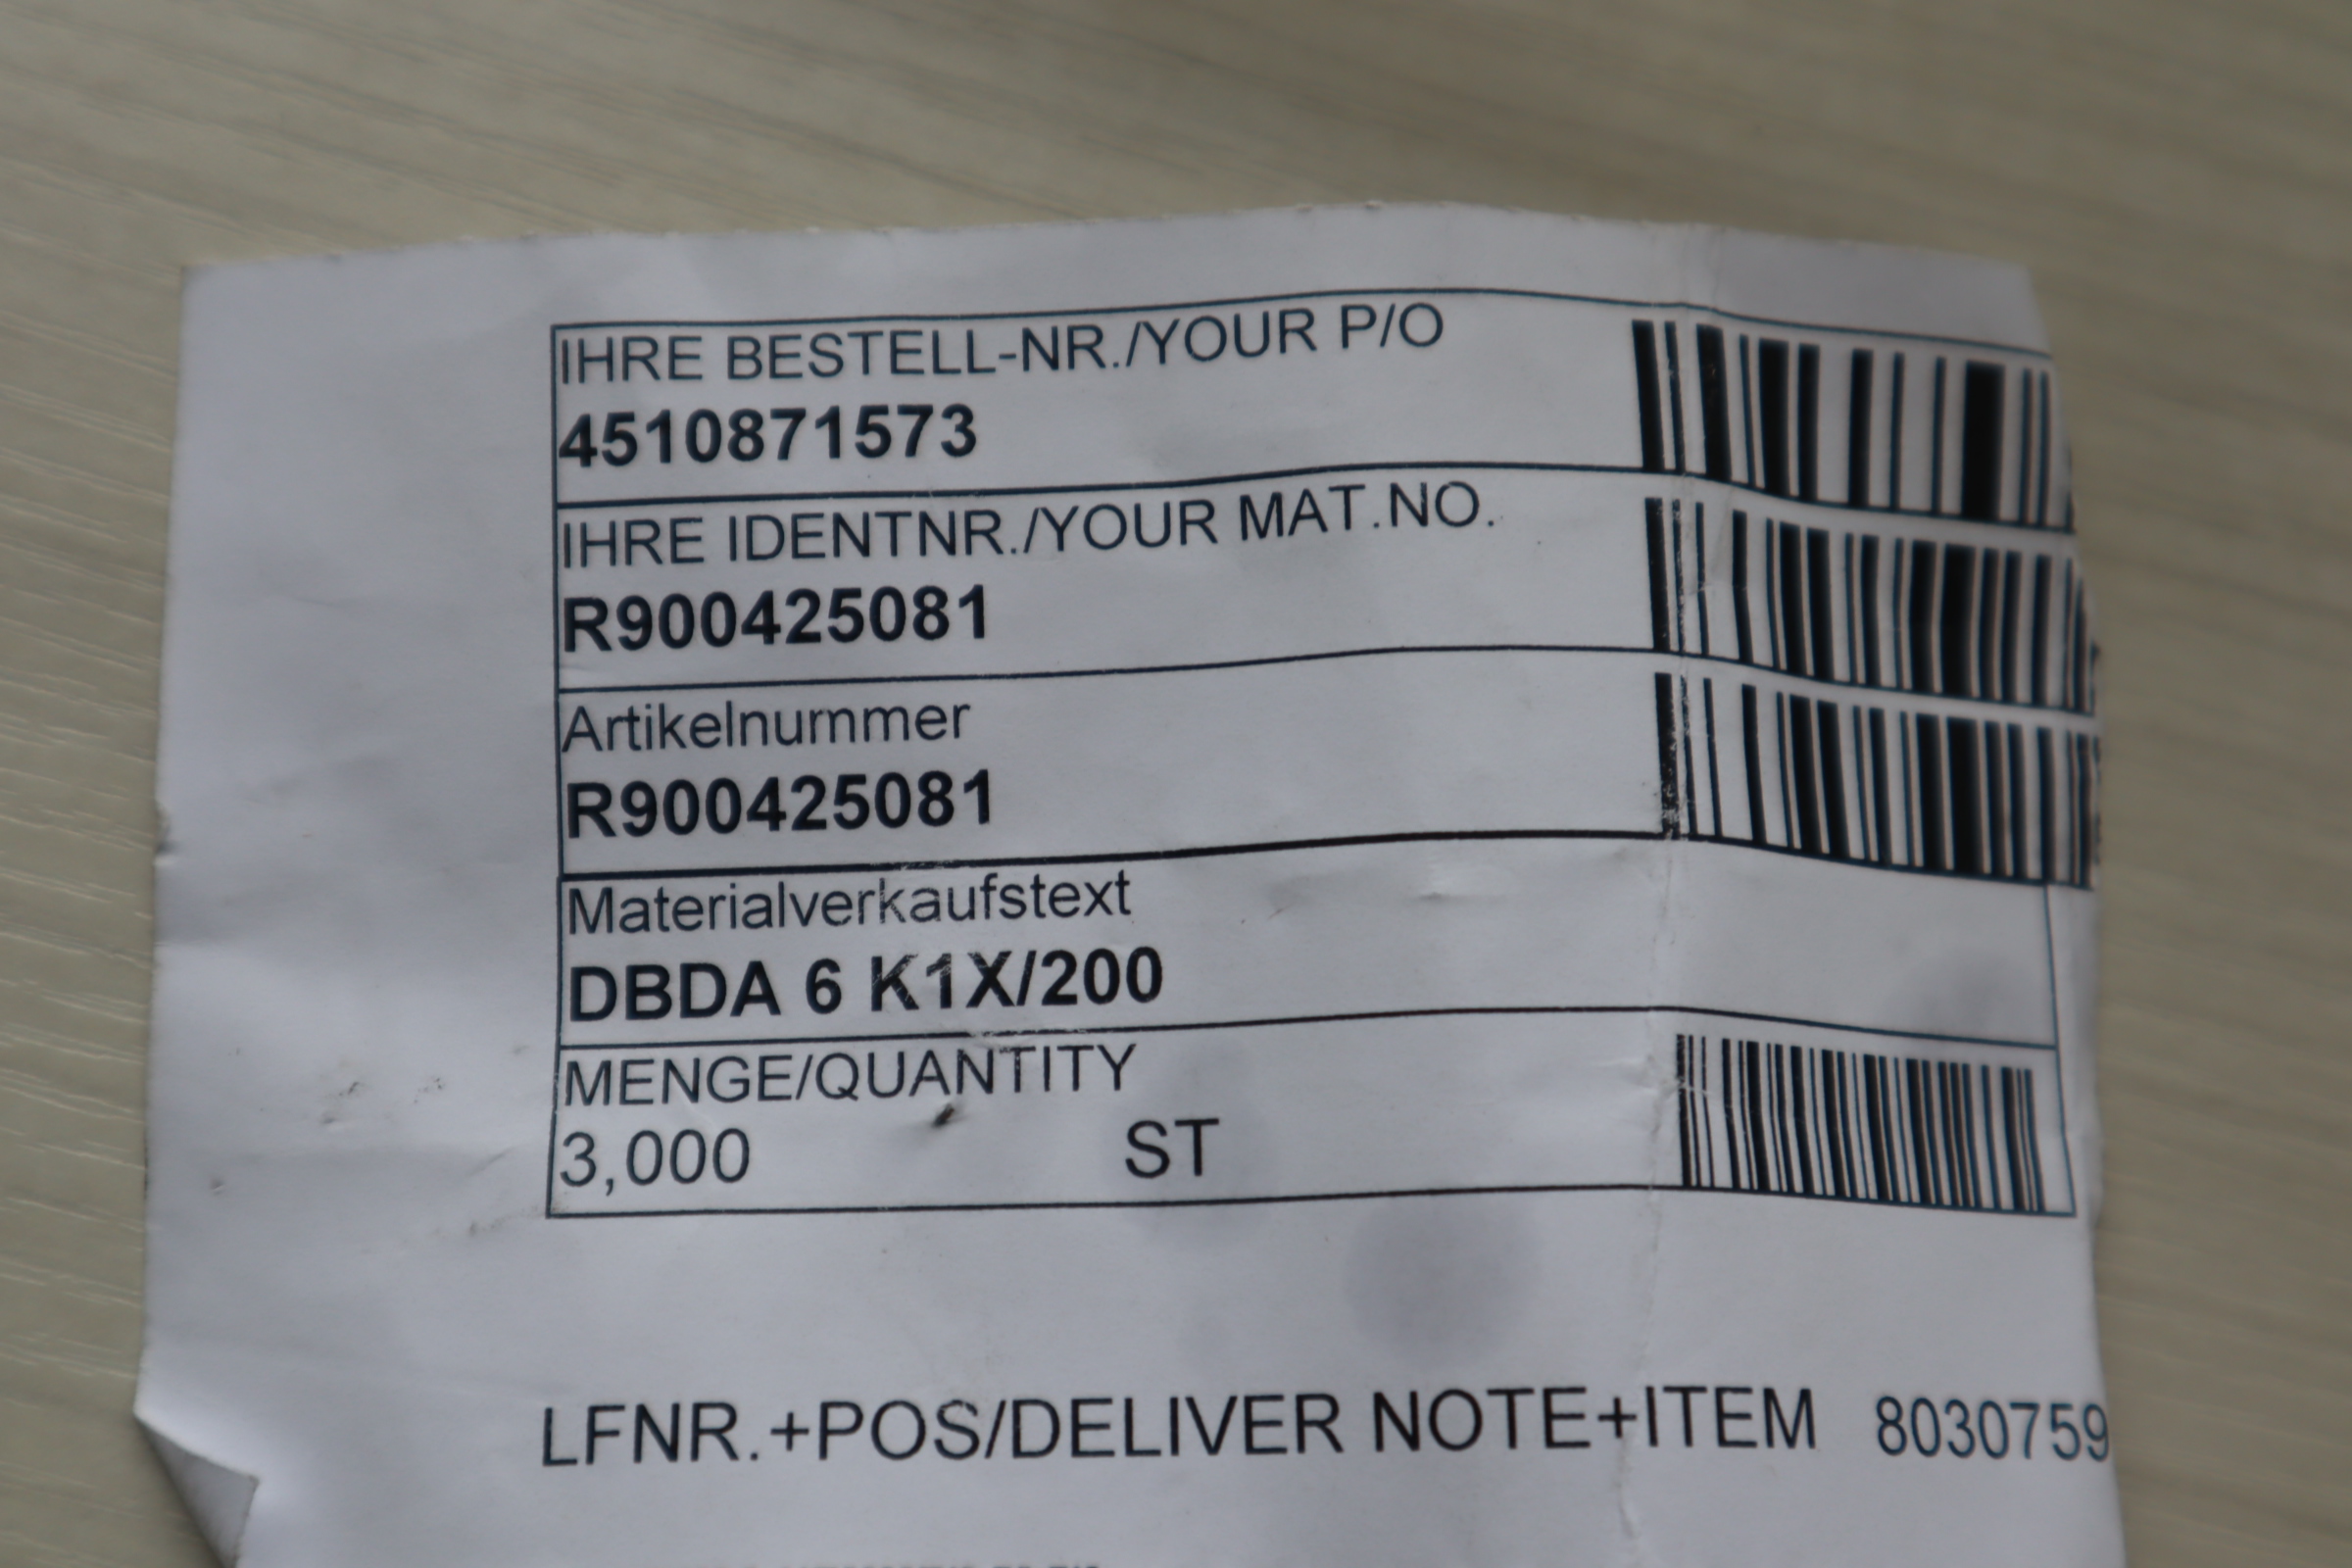 IHRE BESTELL-NR./YOUR P/O
4510871573
IHRE IDENTNR./YOUR MAT.NO.
R900425081
Artikelnummer
R900425081
Materialverkaufstext
DBDA 6 K1X/200
MENGE/QUANTITY
3,000 ST
LFNR.+POS/DELIVER NOTE+ITEM 8030759